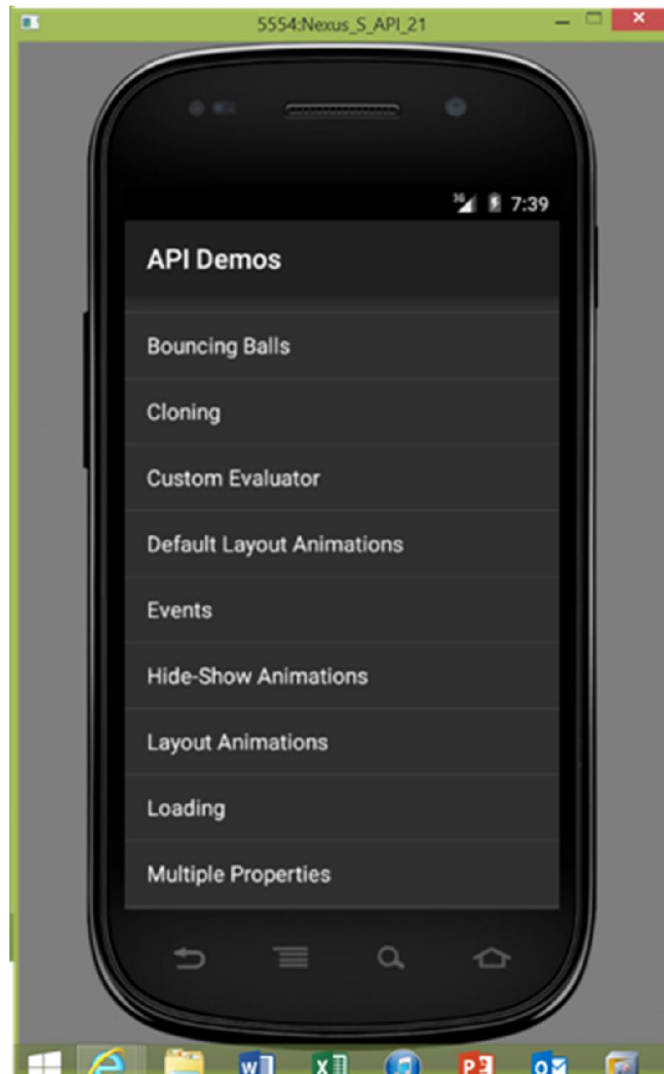 5554:Nexus_S_API_21
3G 7:39
API Demos
Bouncing Balls
Cloning
Custom Evaluator
Default Layout Animations
Events
Hide-Show Animations
Layout Animations
Loading
Multiple Properties